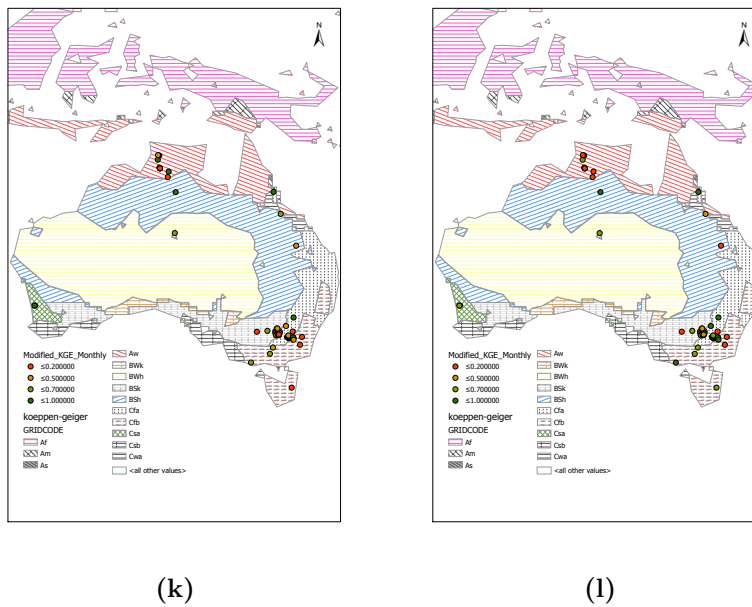 N
Modified_KGE_Monthly
≤0.200000
≤0.500000
≤0.700000
≤1.000000
koeppen-geiger
GRIDCODE
Af
Am
As
Aw
BWk
BWh
BSk
BSh
Cfa
Cfb
Csa
Csb
Cwa
<all other values>
(k)
N
Modified_KGE_Monthly
≤0.200000
≤0.500000
≤0.700000
≤1.000000
koeppen-geiger
GRIDCODE
Af
Am
As
Aw
BWk
BWh
BSk
BSh
Cfa
Cfb
Csa
Csb
Cwa
<all other values>
(l)